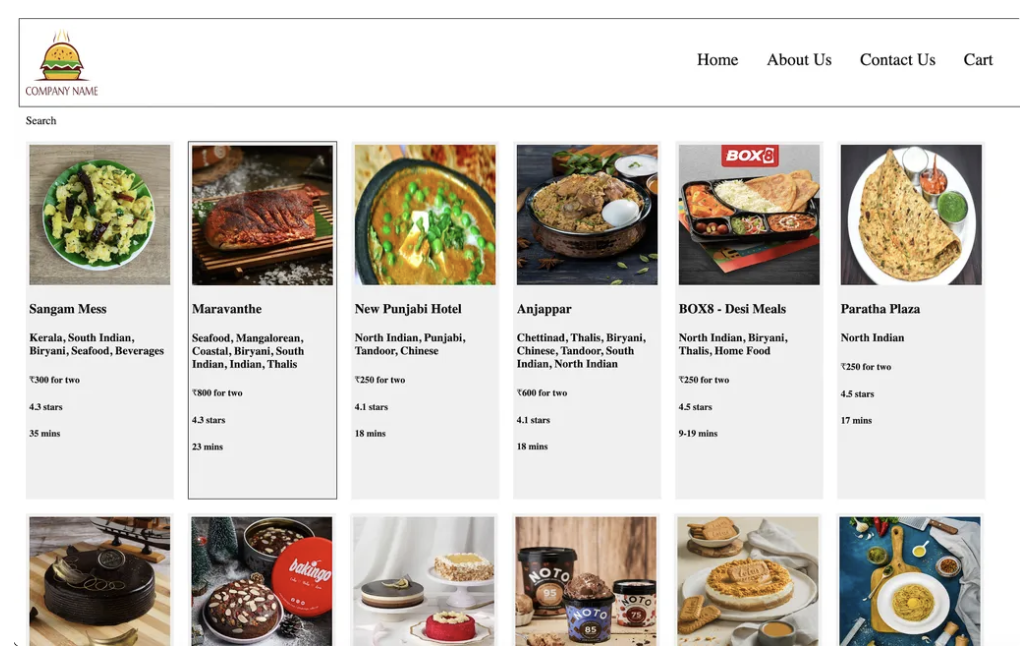 COMPANY NAME
Home About Us Contact Us Cart
Search
BOX8
Sangam Mess
Kerala, South Indian,
Biryani, Seafood, Beverages
₹300 for two
4.3 stars
35 mins
Maravanthe
Seafood, Mangalorean,
Coastal, Biryani, South
Indian, Indian, Thalis
₹800 for two
4.3 stars
23 mins
New Punjabi Hotel
North Indian, Punjabi,
Tandoor, Chinese
₹250 for two
4.1 stars
18 mins
Anjappar
Chettinad, Thalis, Biryani,
Chinese, Tandoor, South
Indian, North Indian
₹600 for two
4.1 stars
18 mins
BOX8 - Desi Meals
North Indian, Biryani,
Thalis, Home Food
₹250 for two
4.5 stars
9-19 mins
Paratha Plaza
North Indian
₹250 for two
4.5 stars
17 mins
bakingo
NOTO
95
NOTO
85
NOTO
75